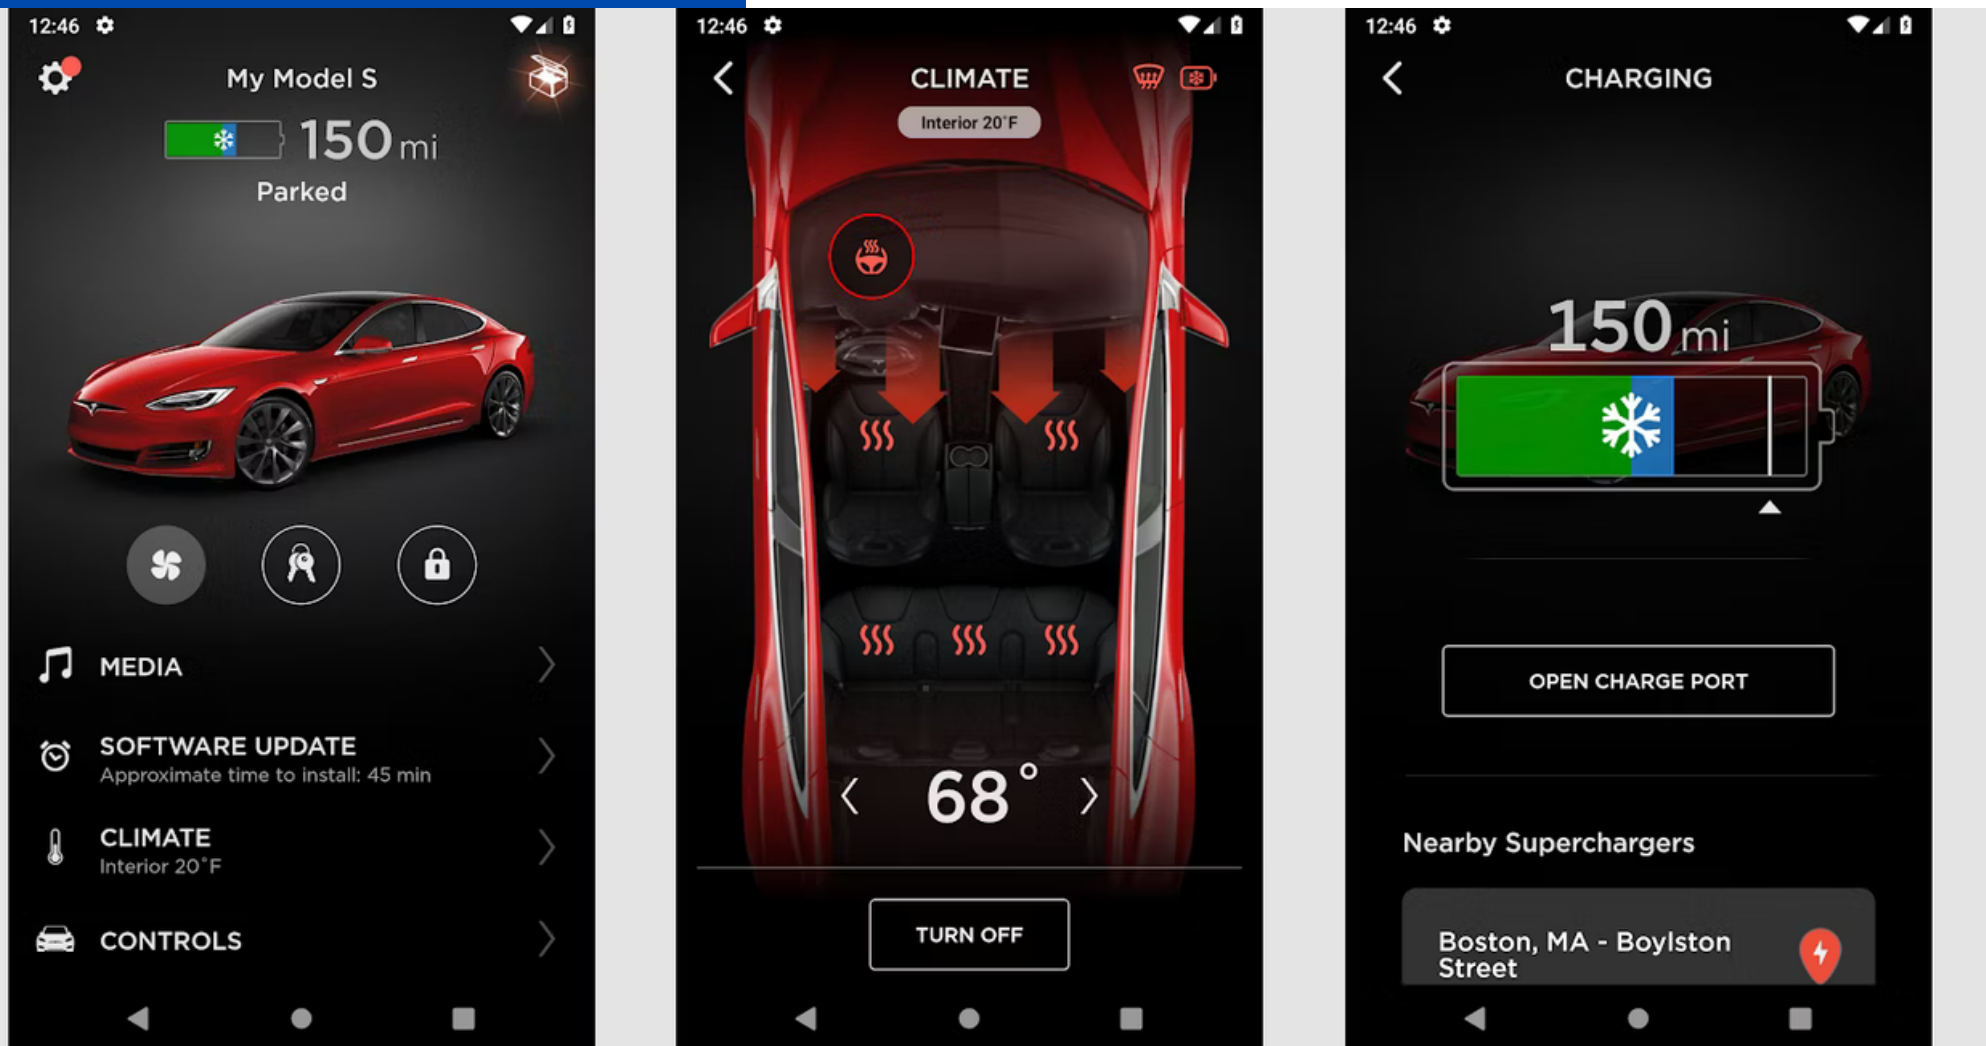 12:46
My Model S
150 mi
Parked
MEDIA
SOFTWARE UPDATE
Approximate time to install: 45 min
CLIMATE
Interior 20°F
CONTROLS
12:46
CLIMATE
Interior 20°F
68°
TURN OFF
12:46
CHARGING
150 mi
OPEN CHARGE PORT
Nearby Superchargers
Boston, MA - Boylston
Street